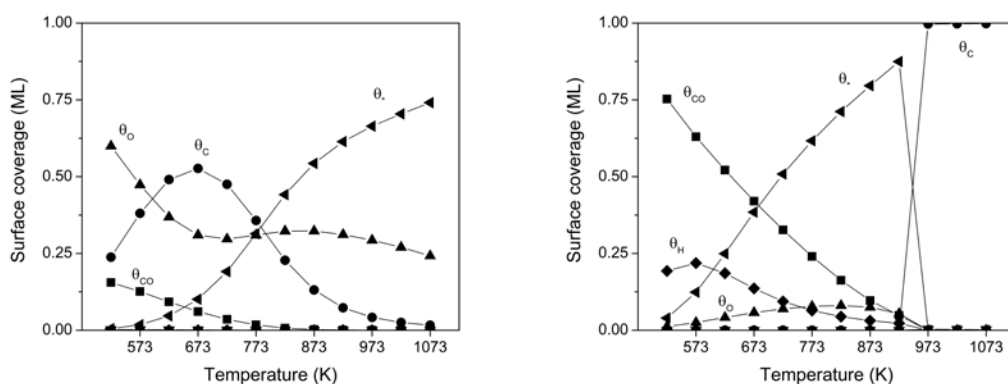 1.00
0.75
0.50
0.25
0.00
Surface coverage (ML)
θO
θC
θCO
θ*
573 673 773 873 973 1073
Temperature (K)
1.00
0.75
0.50
0.25
0.00
Surface coverage (ML)
θCO
θ*
θC
θH
θO
573 673 773 873 973 1073
Temperature (K)